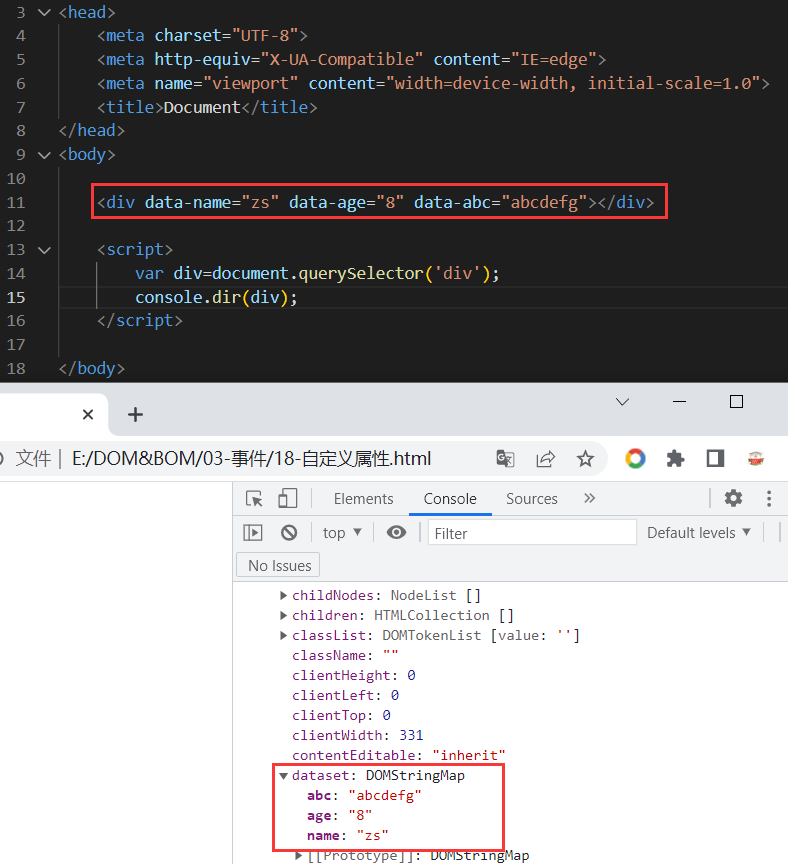 3 <head>
4 <meta charset="UTF-8">
5 <meta http-equiv="X-UA-Compatible" content="IE=edge">
6 <meta name="viewport" content="width=device-width, initial-scale=1.0">
7 <title>Document</title>
8 </head>
9 <body>
10
11 <div data-name="zs" data-age="8" data-abc="abcdefg"></div>
12
13 <script>
14 var div=document.querySelector('div');
15 console.dir(div);
16 </script>
17
18 </body>
文件 | E:/DOM&BOM/03-事件/18-自定义属性.html
Elements Console Sources »
top ▼ Filter Default levels ▼
No Issues
▶ childNodes: NodeList []
▶ children: HTMLCollection []
▶ classList: DOMTokenList [value: '']
className: ""
clientHeight: 0
clientLeft: 0
clientTop: 0
clientWidth: 331
contentEditable: "inherit"
▼ dataset: DOMStringMap
abc: "abcdefg"
age: "8"
name: "zs"
▶ [[Prototype]]: DOMStringMap